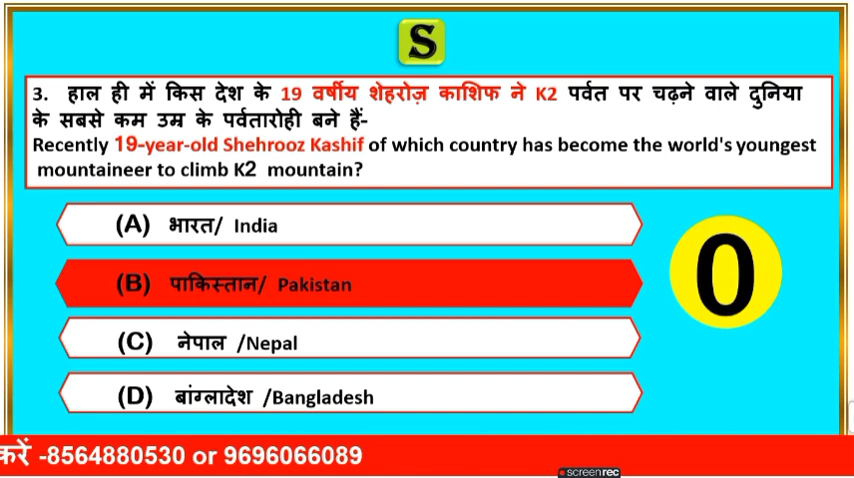 S
3. हाल ही में किस देश के 19 वर्षीय शेहरोज़ काशिफ ने K2 पर्वत पर चढ़ने वाले दुनिया
के सबसे कम उम्र के पर्वतारोही बने हैं-
Recently 19-year-old Shehrooz Kashif of which country has become the world's youngest
mountaineer to climb K2 mountain?
(A) भारत/ India
(B) पाकिस्तान/ Pakistan
0
(C) नेपाल /Nepal
(D) बांग्लादेश /Bangladesh
करें -8564880530 or 9696066089
screenrec